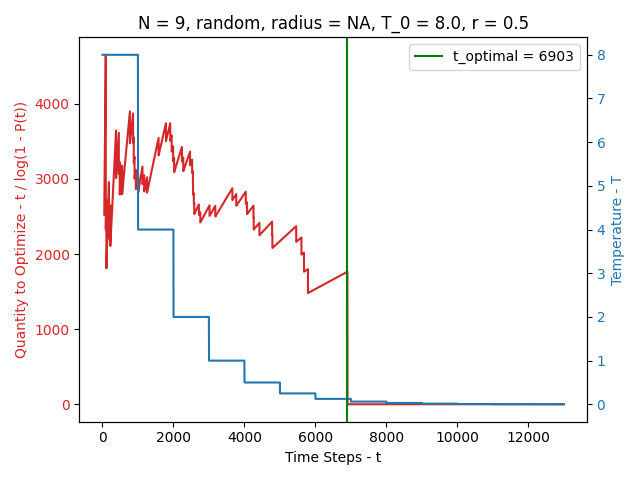 N = 9, random, radius = NA, T_0 = 8.0, r = 0.5
t_optimal = 6903
Quantity to Optimize - t / log(1 - P(t))
4000
3000
2000
1000
0
8
7
6
5
4
3
2
1
0
Temperature - T
0 2000 4000 6000 8000 10000 12000
Time Steps - t